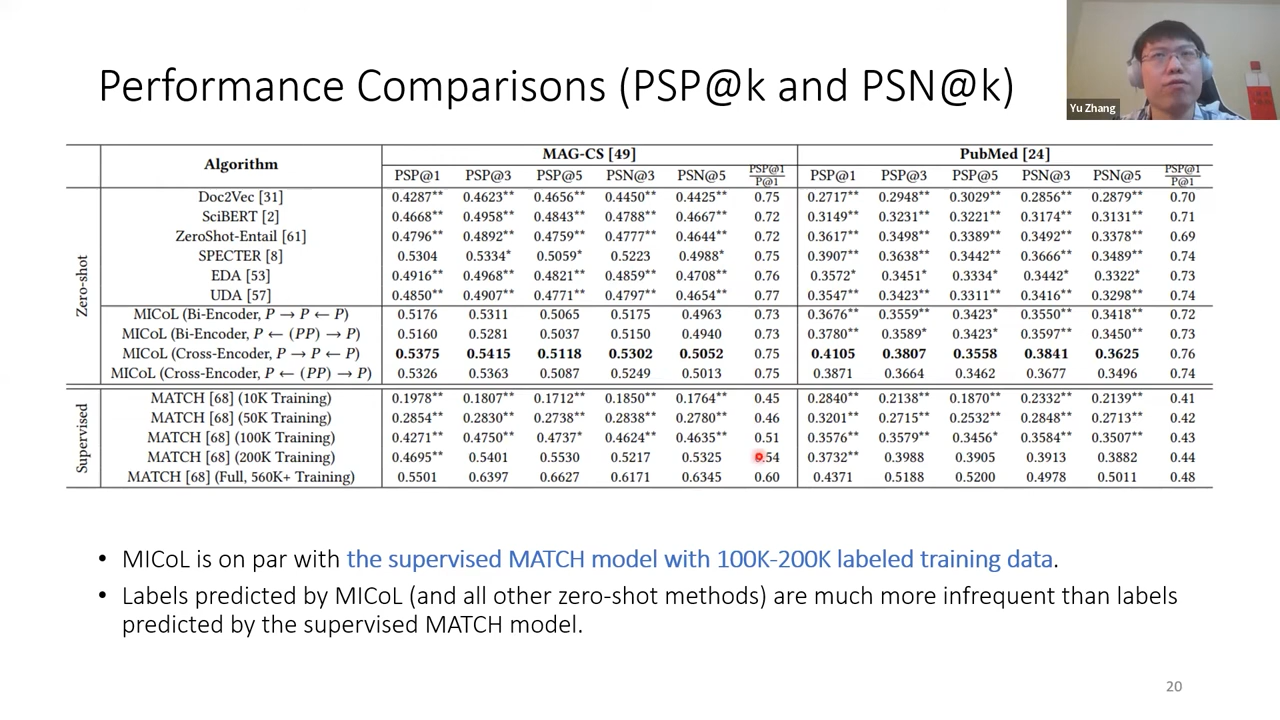 Performance Comparisons (PSP@k and PSN@k)
Yu Zhang
Algorithm MAG-CS [49] PubMed [24]
PSP@1 PSP@3 PSP@5 PSN@3 PSN@5 PSP@1/P@1 PSP@1 PSP@3 PSP@5 PSN@3 PSN@5 PSP@1/P@1
Zero-shot
Doc2Vec [31] 0.4287** 0.4623** 0.4656** 0.4450** 0.4425** 0.75 0.2717** 0.2948** 0.3029** 0.2856** 0.2879** 0.70
SciBERT [2] 0.4668** 0.4958** 0.4843** 0.4788** 0.4667** 0.72 0.3149** 0.3231** 0.3221** 0.3174** 0.3131** 0.71
ZeroShot-Entail [61] 0.4796** 0.4892** 0.4759** 0.4777** 0.4644** 0.72 0.3617** 0.3498** 0.3389** 0.3492** 0.3378** 0.69
SPECTER [8] 0.5304 0.5334* 0.5059* 0.5223 0.4988* 0.75 0.3907** 0.3638** 0.3442** 0.3666** 0.3489** 0.74
EDA [53] 0.4916** 0.4968** 0.4821** 0.4859** 0.4708** 0.76 0.3572* 0.3451* 0.3334* 0.3442* 0.3322* 0.73
UDA [57] 0.4850** 0.4907** 0.4771** 0.4797** 0.4654** 0.77 0.3547** 0.3423** 0.3311** 0.3416** 0.3298** 0.74
MICoL (Bi-Encoder, P → P ← P) 0.5176 0.5311 0.5065 0.5175 0.4963 0.73 0.3676** 0.3559** 0.3423* 0.3550** 0.3418** 0.72
MICoL (Bi-Encoder, P ← (PP) → P) 0.5160 0.5281 0.5037 0.5150 0.4940 0.73 0.3780** 0.3589* 0.3423* 0.3597** 0.3450** 0.73
MICoL (Cross-Encoder, P → P ← P) 0.5375 0.5415 0.5118 0.5302 0.5052 0.75 0.4105 0.3807 0.3558 0.3841 0.3625 0.76
MICoL (Cross-Encoder, P ← (PP) → P) 0.5326 0.5363 0.5087 0.5249 0.5013 0.75 0.3871 0.3664 0.3462 0.3677 0.3496 0.74
Supervised
MATCH [68] (10K Training) 0.1978** 0.1807** 0.1712** 0.1850** 0.1764** 0.45 0.2840** 0.2138** 0.1870** 0.2332** 0.2139** 0.41
MATCH [68] (50K Training) 0.2854** 0.2830** 0.2738** 0.2838** 0.2780** 0.46 0.3201** 0.2715** 0.2532** 0.2848** 0.2713** 0.42
MATCH [68] (100K Training) 0.4271** 0.4750** 0.4737* 0.4624** 0.4635** 0.51 0.3576** 0.3579** 0.3456* 0.3584** 0.3507** 0.43
MATCH [68] (200K Training) 0.4695** 0.5401 0.5530 0.5217 0.5325 0.54 0.3732** 0.3988 0.3905 0.3913 0.3882 0.44
MATCH [68] (Full, 560K+ Training) 0.5501 0.6397 0.6627 0.6171 0.6345 0.60 0.4371 0.5188 0.5200 0.4978 0.5011 0.48
• MICoL is on par with the supervised MATCH model with 100K-200K labeled training data.
• Labels predicted by MICoL (and all other zero-shot methods) are much more infrequent than labels
predicted by the supervised MATCH model.
20